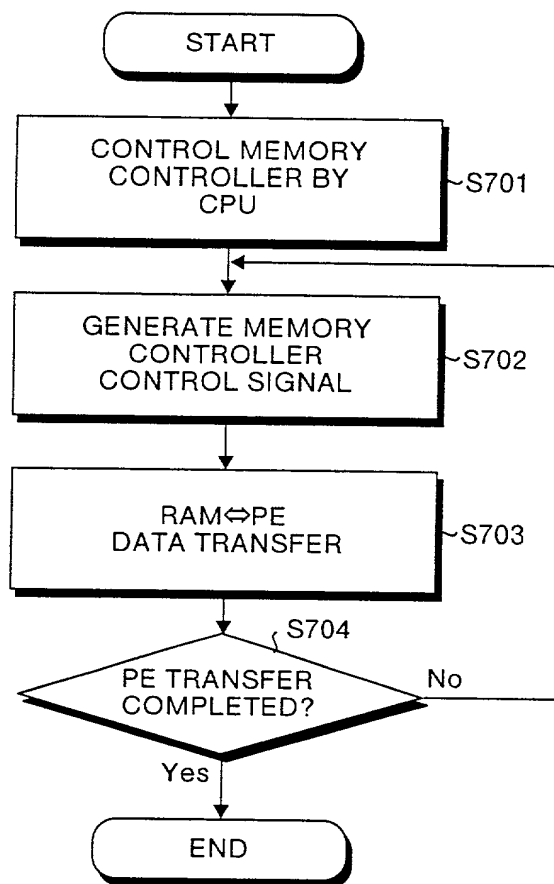 START
CONTROL MEMORY
CONTROLLER BY
CPU
S701
GENERATE MEMORY
CONTROLLER
CONTROL SIGNAL
S702
RAM⇔PE
DATA TRANSFER
S703
S704
PE TRANSFER
COMPLETED?
No
Yes
END